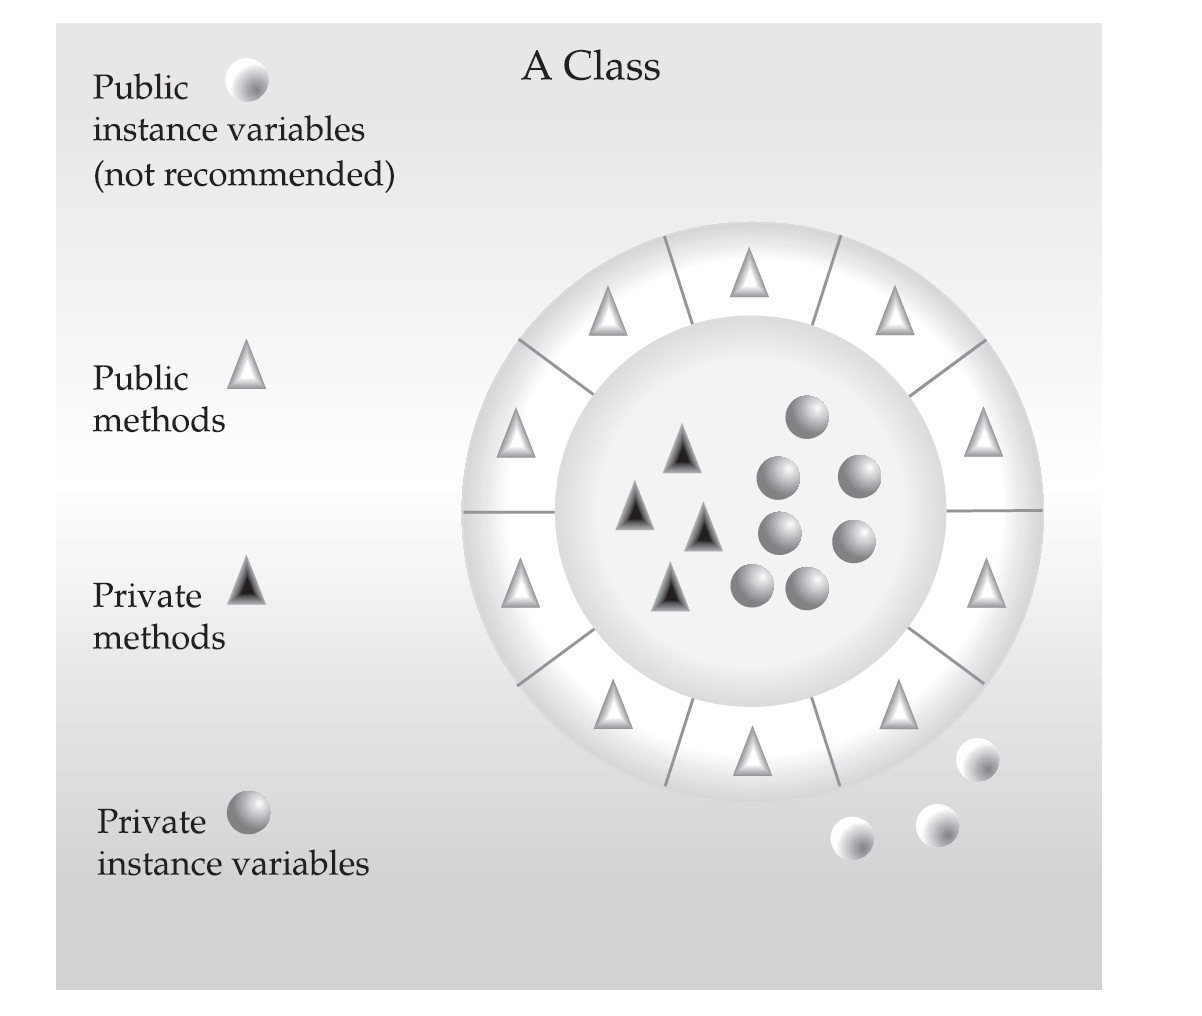 A Class
Public
instance variables
(not recommended)
Public
methods
Private
methods
Private
instance variables